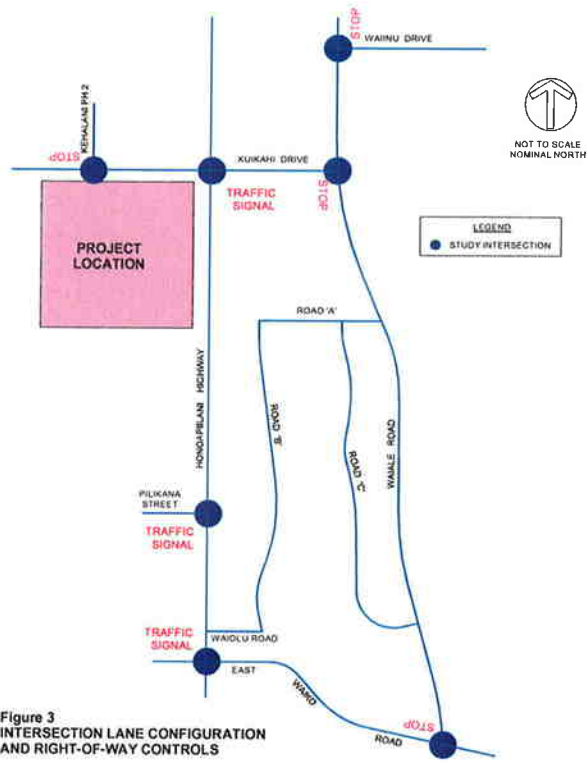 STOP
WAIINU DRIVE
KEHALANI PH 2
NOT TO SCALE
NOMINAL NORTH
STOP
KUIKAHI DRIVE
TRAFFIC
SIGNAL
STOP
LEGEND
STUDY INTERSECTION
PROJECT
LOCATION
ROAD 'A'
HONOAPIILANI HIGHWAY
ROAD 'B'
ROAD 'C'
WAIALE ROAD
PILIKANA
STREET
TRAFFIC
SIGNAL
TRAFFIC
SIGNAL
WAIOLU ROAD
EAST
WAIKO
ROAD
STOP
Figure 3
INTERSECTION LANE CONFIGURATION
AND RIGHT-OF-WAY CONTROLS